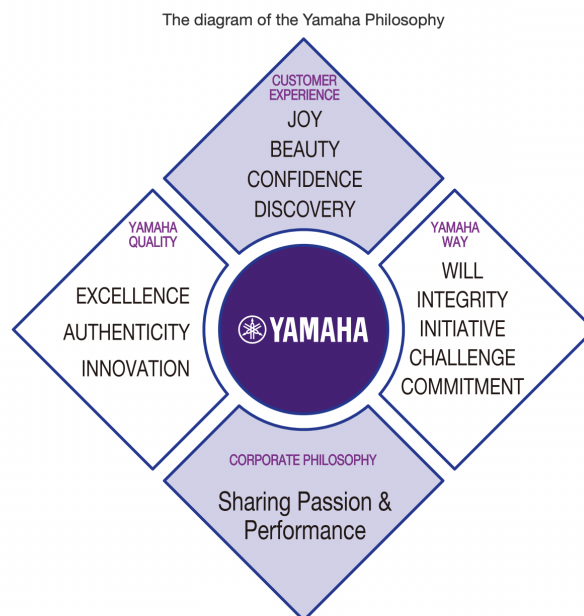 The diagram of the Yamaha Philosophy
CUSTOMER
EXPERIENCE
JOY
BEAUTY
CONFIDENCE
DISCOVERY
YAMAHA
QUALITY
EXCELLENCE
AUTHENTICITY
INNOVATION
YAMAHA
YAMAHA
WAY
WILL
INTEGRITY
INITIATIVE
CHALLENGE
COMMITMENT
CORPORATE PHILOSOPHY
Sharing Passion &
Performance